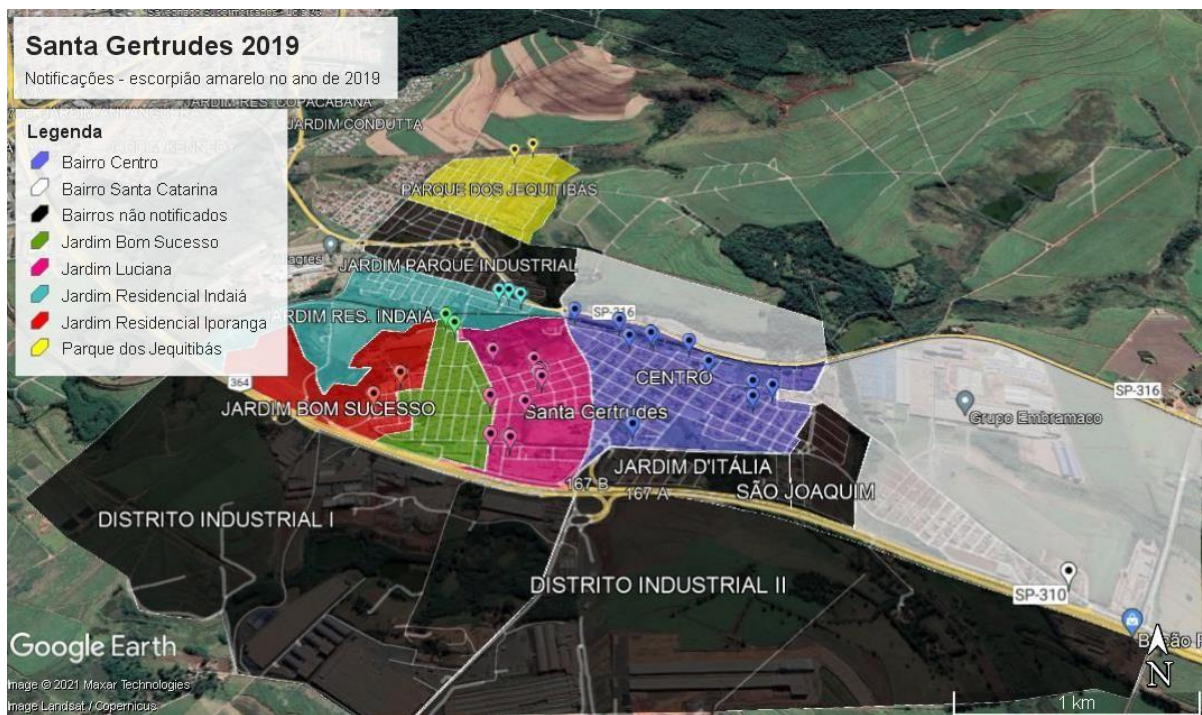 Santa Gertrudes 2019
Notificações - escorpião amarelo no ano de 2019
JARDIM RES. COPACABANA
JARDIM CONDUTTA
Legenda
Bairro Centro
Bairro Santa Catarina
Bairros não notificados
Jardim Bom Sucesso
Jardim Luciana
Jardim Residencial Indaiá
Jardim Residencial Iporanga
Parque dos Jequitibás
PARQUE DOS JEQUITIBÁS
JARDIM PARQUE INDUSTRIAL
JARDIM RES. INDAIÁ
SP-316
CENTRO
364
SP-316
JARDIM BOM SUCESSO
Santa Gertrudes
Grupo Embramaco
JARDIM D'ITÁLIA
167 B
167 A
SÃO JOAQUIM
DISTRITO INDUSTRIAL I
DISTRITO INDUSTRIAL II
SP-310
Google Earth
N
Image © 2021 Maxar Technologies
Image Landsat / Copernicus
1 km